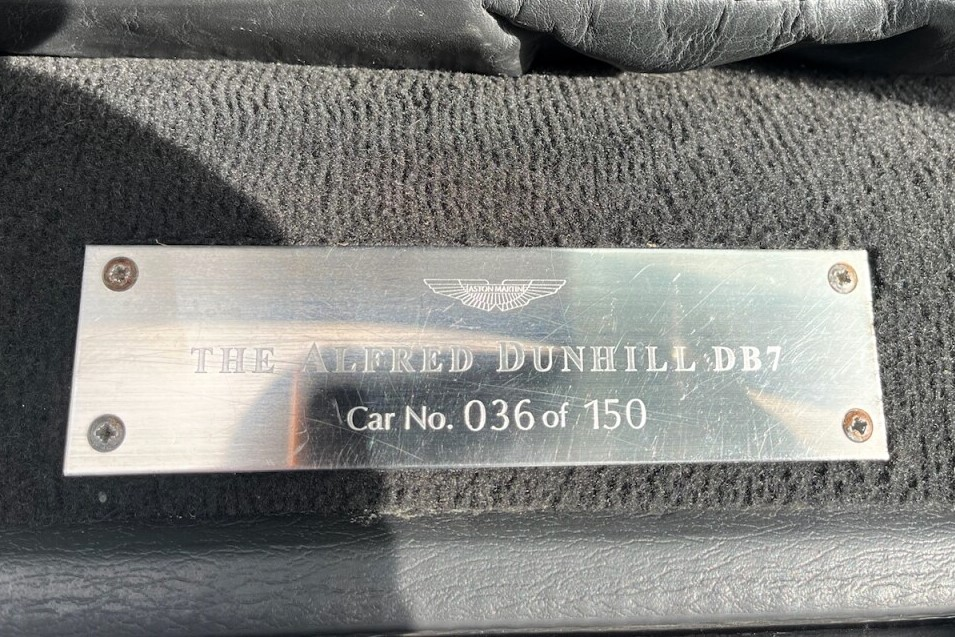 ASTON MARTIN
THE ALFRED DUNHILL DB7
Car No. 036 of 150